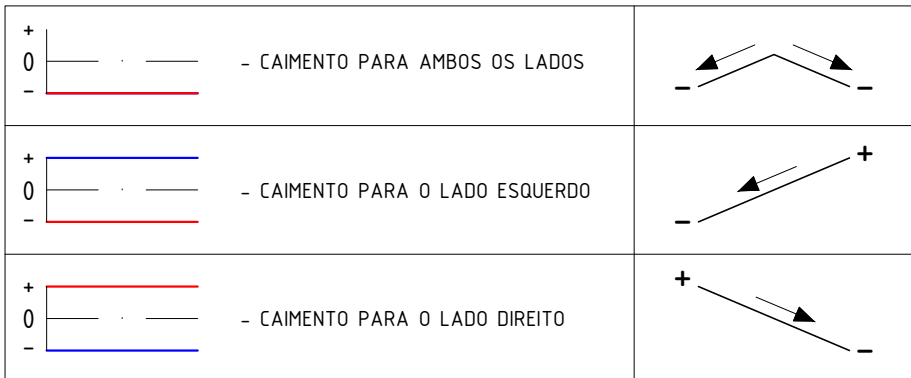 +
0 - CAIMENTO PARA AMBOS OS LADOS
- - -
+ +
0 - CAIMENTO PARA O LADO ESQUERDO
- -
+ +
0 - CAIMENTO PARA O LADO DIREITO
- -